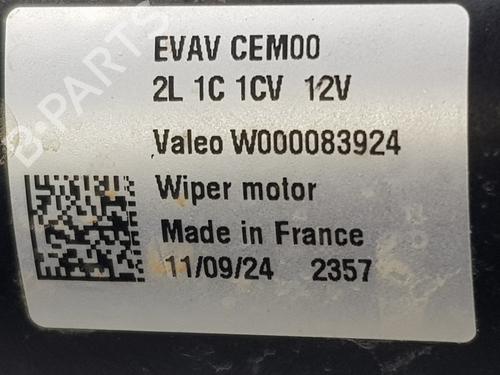 EVAV CEM00
2L 1C 1CV 12V
Valeo W000083924
Wiper motor
Made in France
11/09/24 2357
B-PARTS